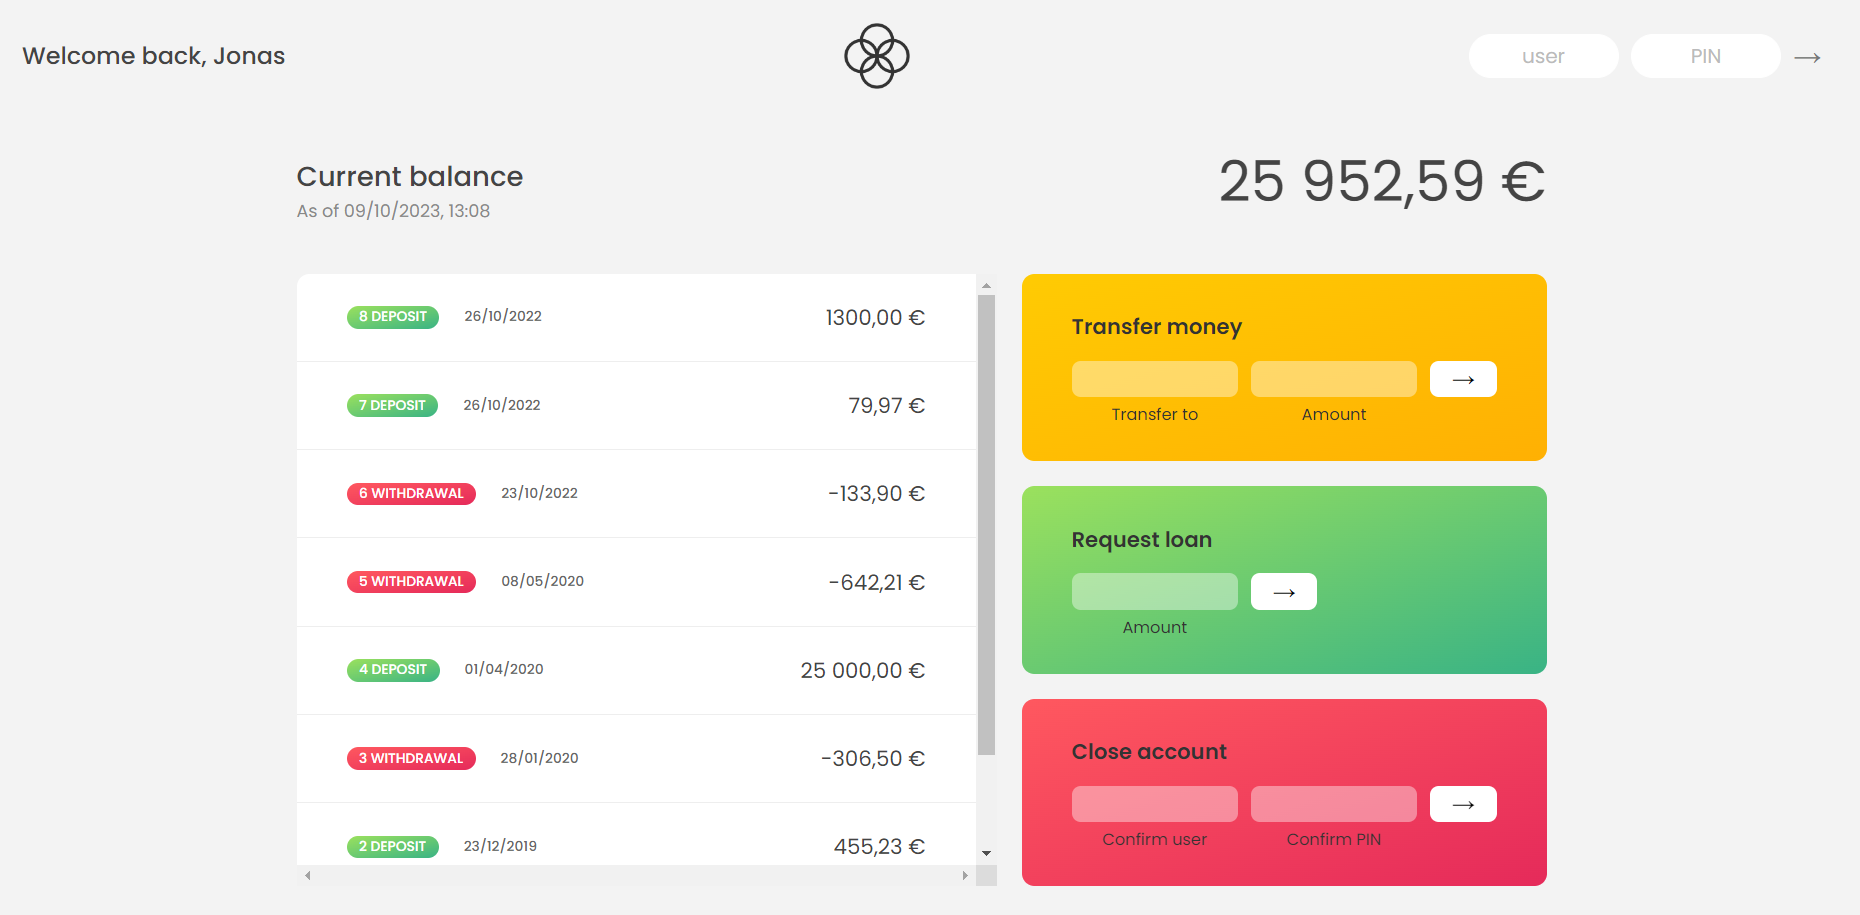 Welcome back, Jonas
user PIN →
Current balance
25 952,59 €
As of 09/10/2023, 13:08
8 DEPOSIT 26/10/2022 1300,00 €
7 DEPOSIT 26/10/2022 79,97 €
6 WITHDRAWAL 23/10/2022 -133,90 €
5 WITHDRAWAL 08/05/2020 -642,21 €
4 DEPOSIT 01/04/2020 25 000,00 €
3 WITHDRAWAL 28/01/2020 -306,50 €
2 DEPOSIT 23/12/2019 455,23 €
Transfer money
→
Transfer to Amount
Request loan
→
Amount
Close account
→
Confirm user Confirm PIN